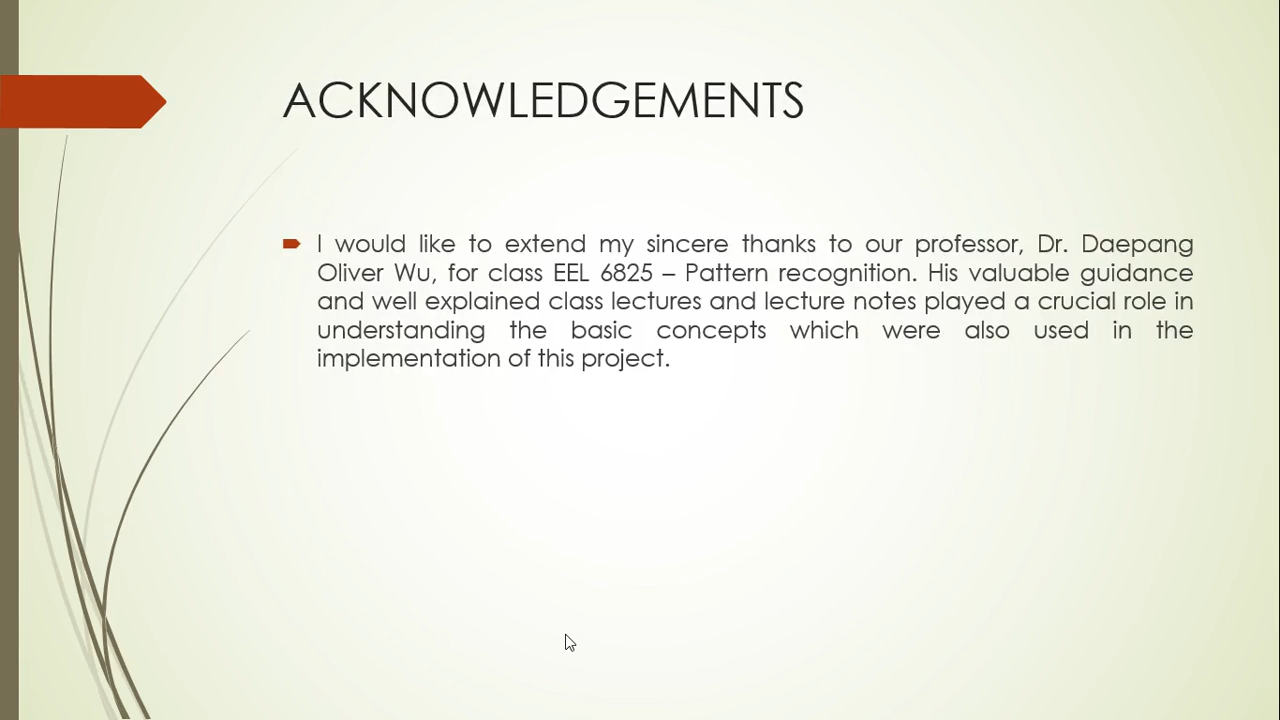 ACKNOWLEDGEMENTS
I would like to extend my sincere thanks to our professor, Dr. Daepang
Oliver Wu, for class EEL 6825 – Pattern recognition. His valuable guidance
and well explained class lectures and lecture notes played a crucial role in
understanding the basic concepts which were also used in the
implementation of this project.